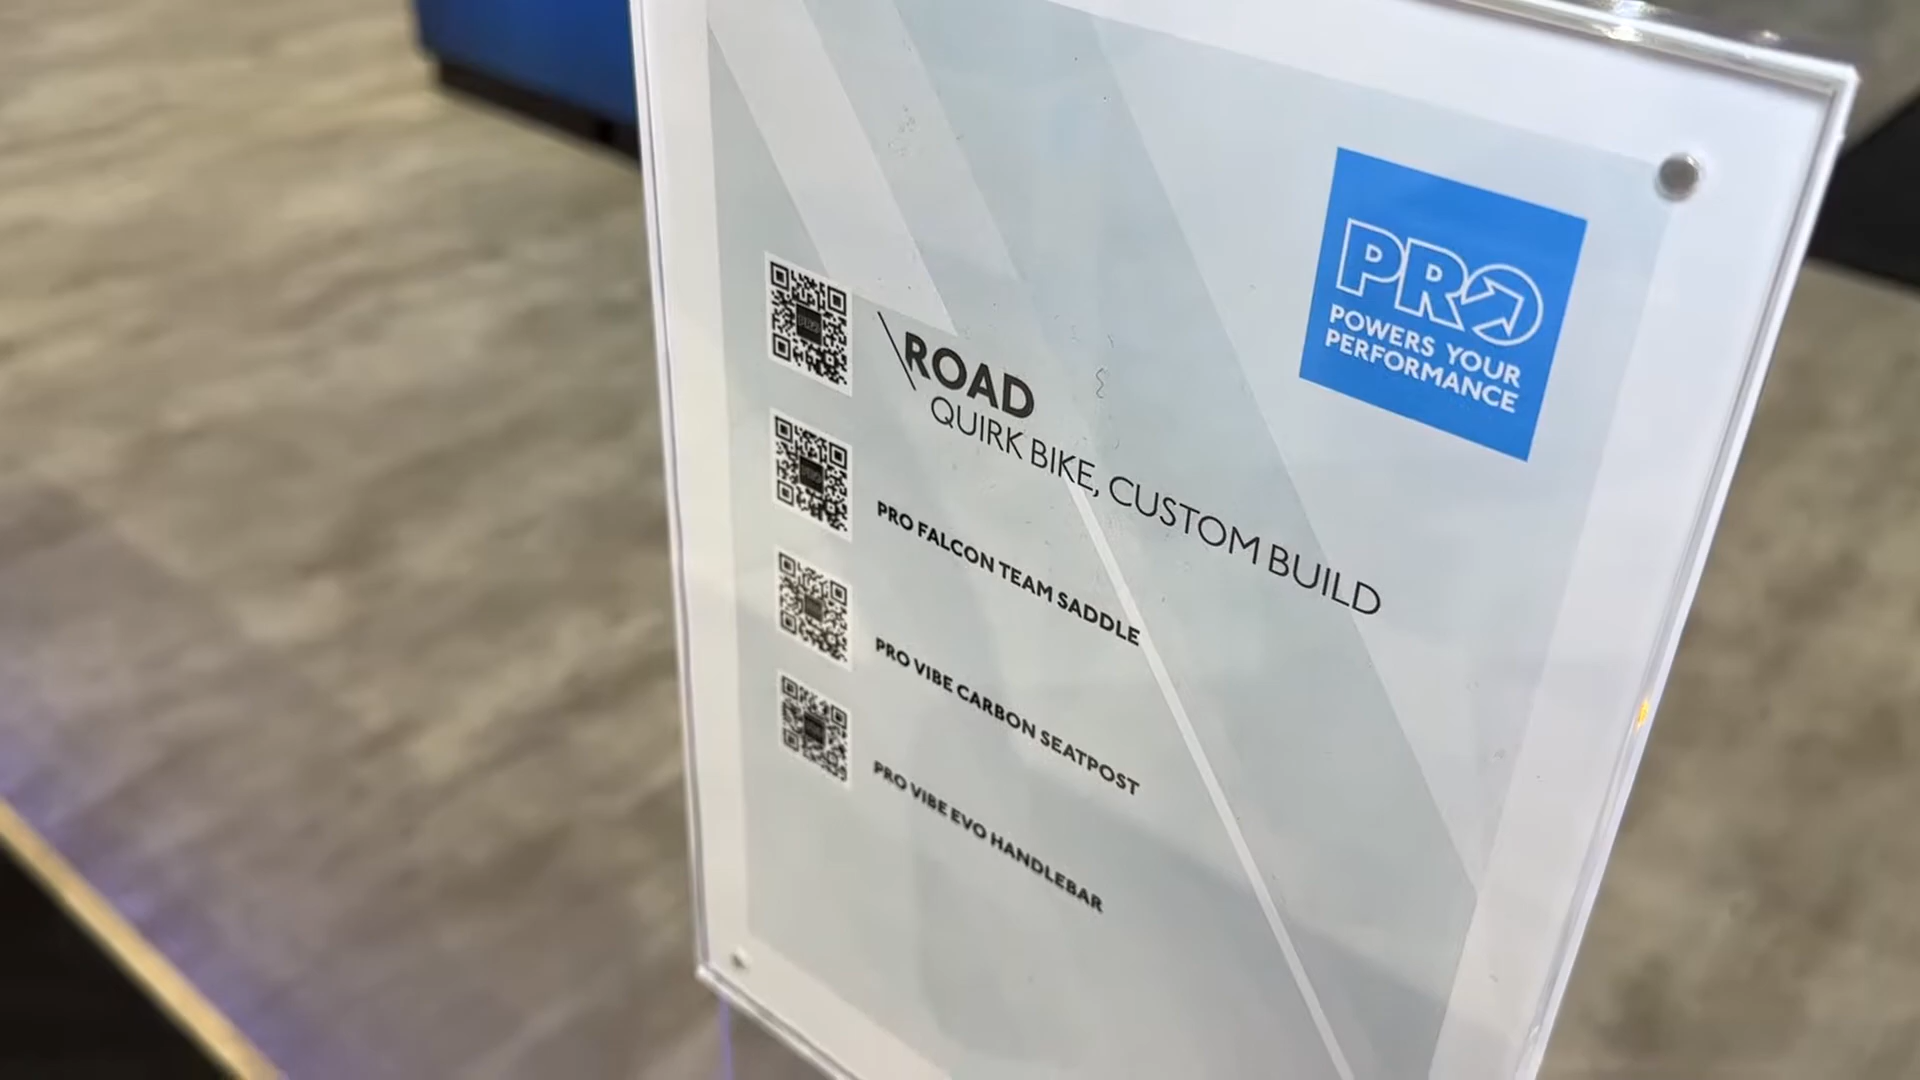 PRO
POWERS YOUR
PERFORMANCE
\ROAD
QUIRK BIKE, CUSTOM BUILD
PRO FALCON TEAM SADDLE
PRO VIBE CARBON SEATPOST
PRO VIBE EVO HANDLEBAR